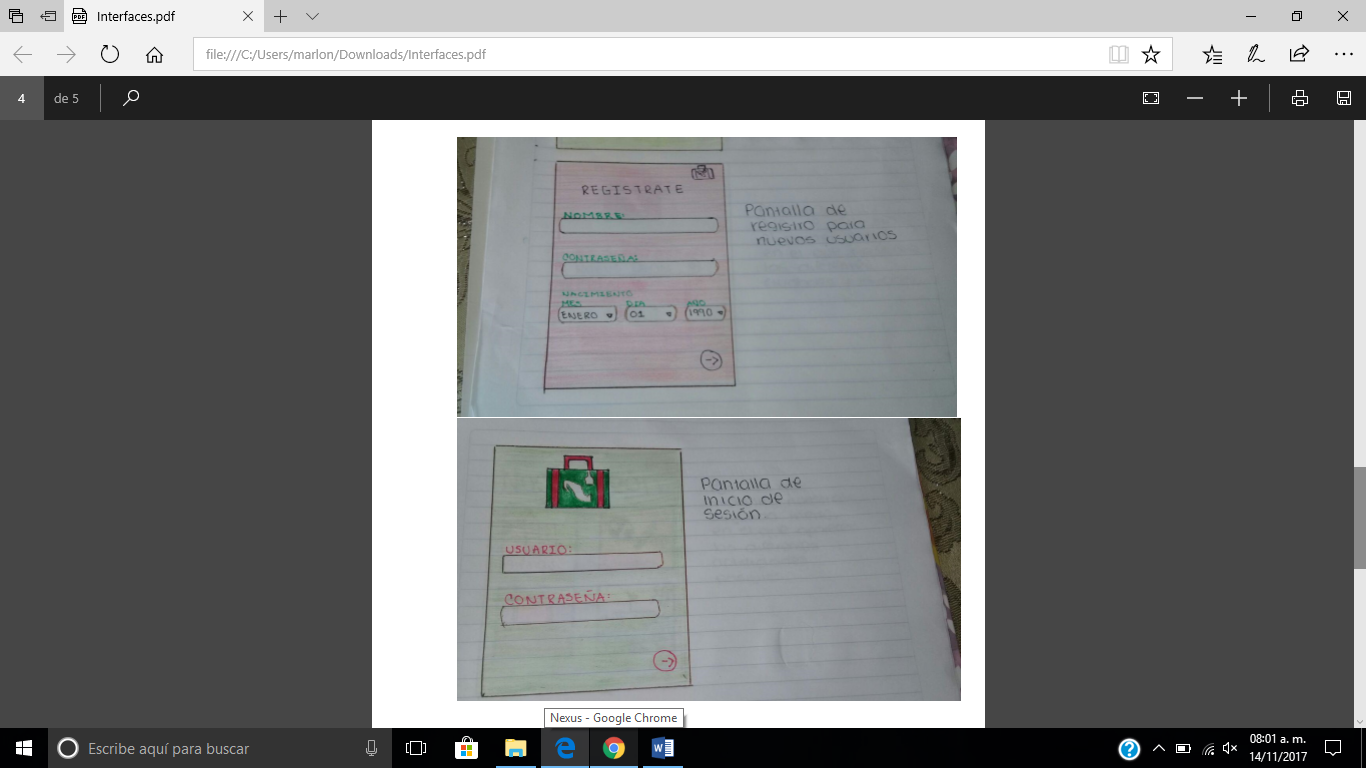 Interfaces.pdf
file:///C:/Users/marlon/Downloads/Interfaces.pdf
4 de 5
REGISTRATE
NOMBRE:
CONTRASEÑA:
NACIMIENTO
MES DIA AÑO
ENERO 01 1990
Pantalla de
registro para
nuevos usuarios
USUARIO:
CONTRASEÑA:
Pantalla de
inicio de
sesión
Nexus - Google Chrome
Escribe aquí para buscar
08:01 a. m.
14/11/2017